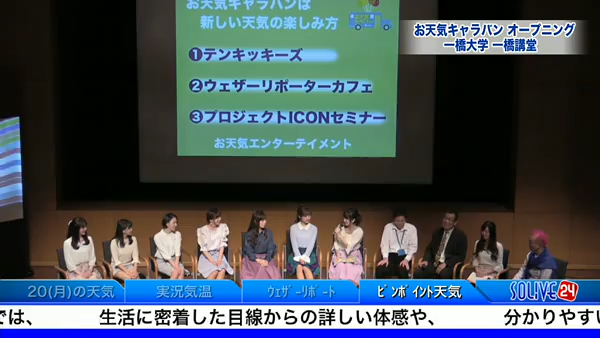 お天気キャラバンは
新しい天気の楽しみ方
❶テンキッキーズ
❷ウェザーリポーターカフェ
❸プロジェクトICONセミナー
お天気エンターテイメント
お天気キャラバン オープニング
一橋大学 一橋講堂
20(月)の天気
実況気温
ｳｪｻﾞｰﾘﾎﾟｰﾄ
ﾋﾟﾝﾎﾟｲﾝﾄ天気
SOLiVE24
では、 生活に密着した目線からの詳しい体感や、 分かりやすい